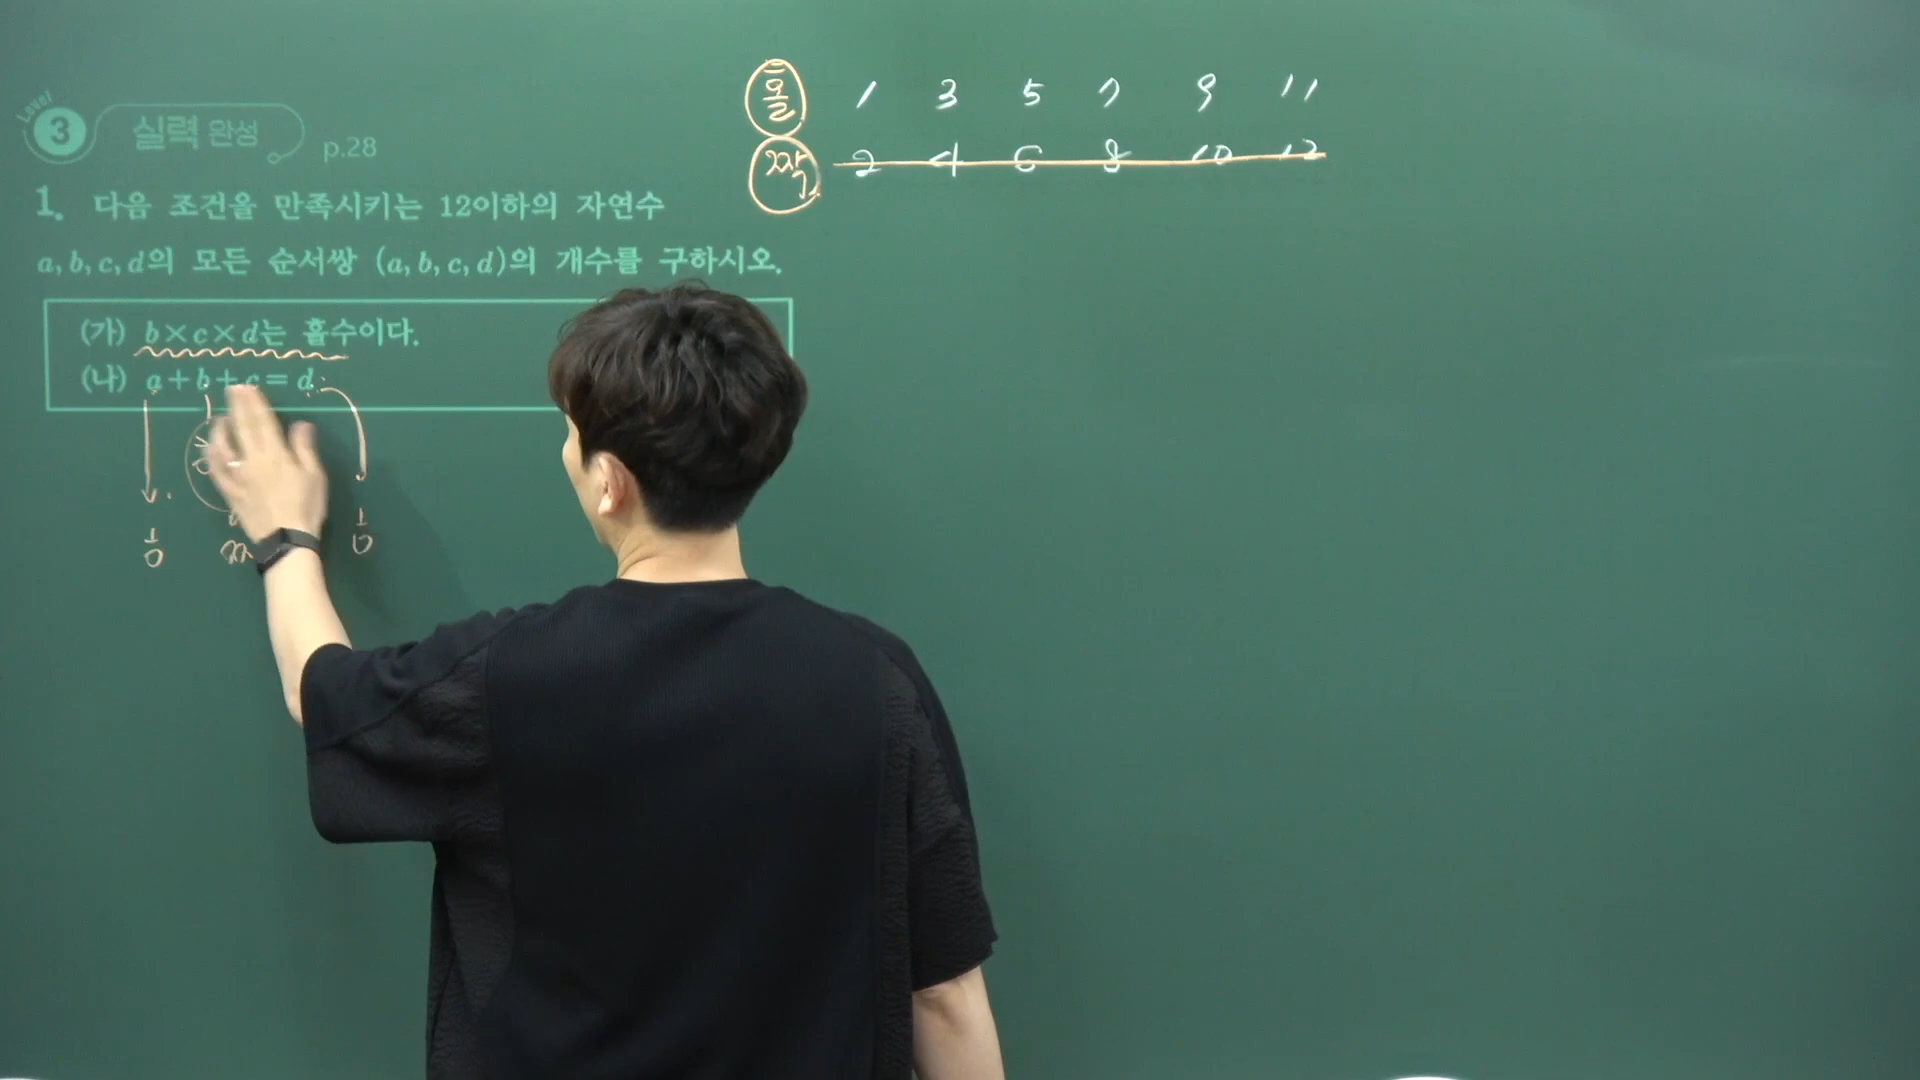 Level 3 실력 완성 p.28
1. 다음 조건을 만족시키는 12이하의 자연수
a, b, c, d의 모든 순서쌍 (a, b, c, d)의 개수를 구하시오.
(가) b×c×d는 홀수이다.
(나) a+b+c=d
홀 1 3 5 7 9 11
짝 2 4 6 8 10 12